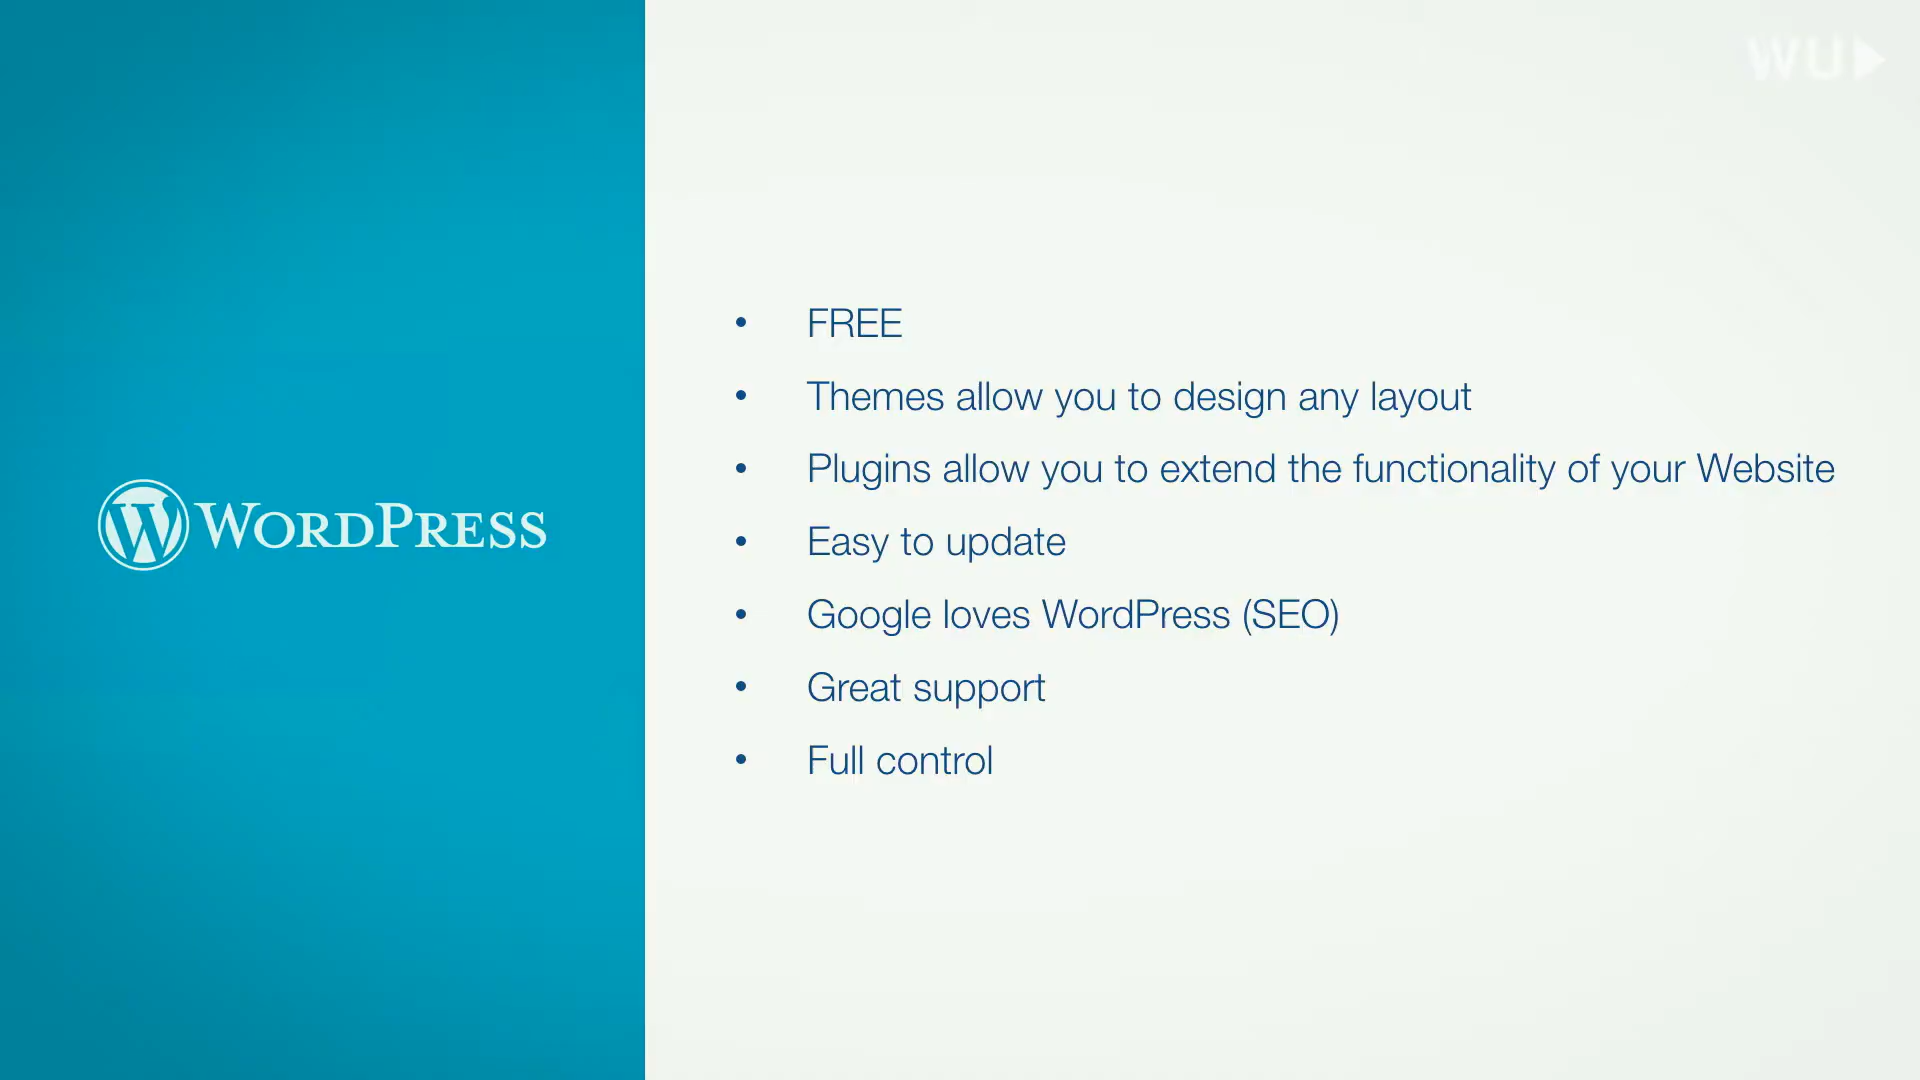 WU
WORDPRESS
• FREE
• Themes allow you to design any layout
• Plugins allow you to extend the functionality of your Website
• Easy to update
• Google loves WordPress (SEO)
• Great support
• Full control